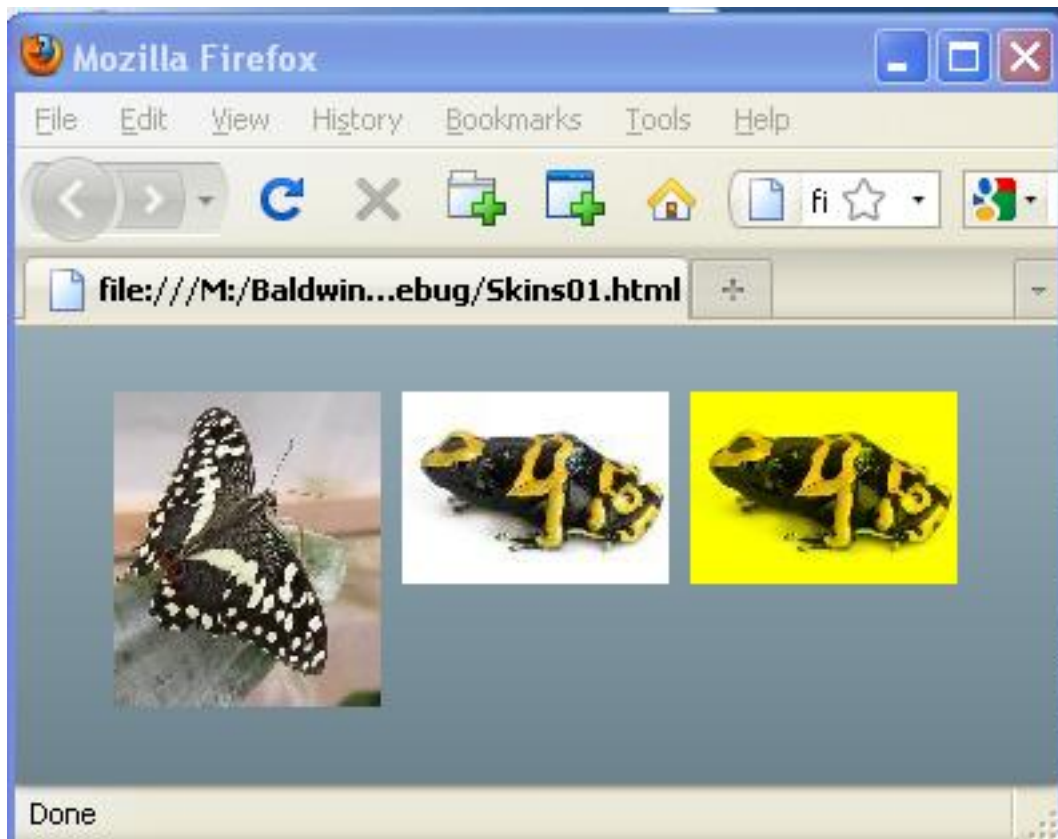 Mozilla Firefox
File Edit View History Bookmarks Tools Help
fi
file:///M:/Baldwin...ebug/Skins01.html
Done